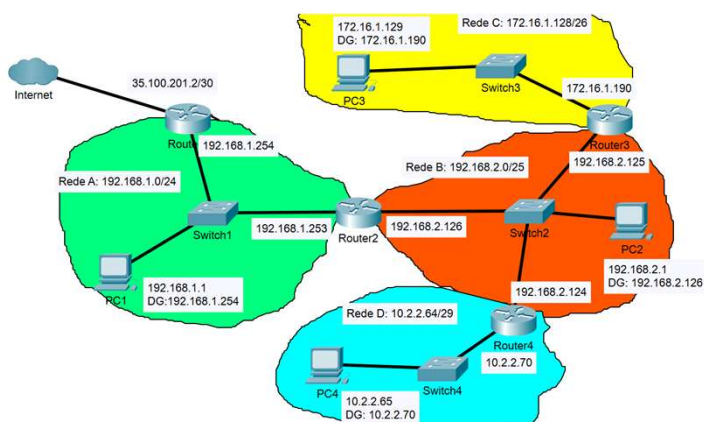 172.16.1.129
DG: 172.16.1.190
Rede C: 172.16.1.128/26
Internet
35.100.201.2/30
PC3
Switch3
172.16.1.190
Route
192.168.1.254
Router3
192.168.2.125
Rede B: 192.168.2.0/25
Rede A: 192.168.1.0/24
Switch1
192.168.1.253
Router2
192.168.2.126
Switch2
PC2
192.168.2.1
DG: 192.168.2.126
192.168.1.1
DG:192.168.1.254
PC1
192.168.2.124
Rede D: 10.2.2.64/29
Router4
10.2.2.70
PC4
Switch4
10.2.2.65
DG: 10.2.2.70